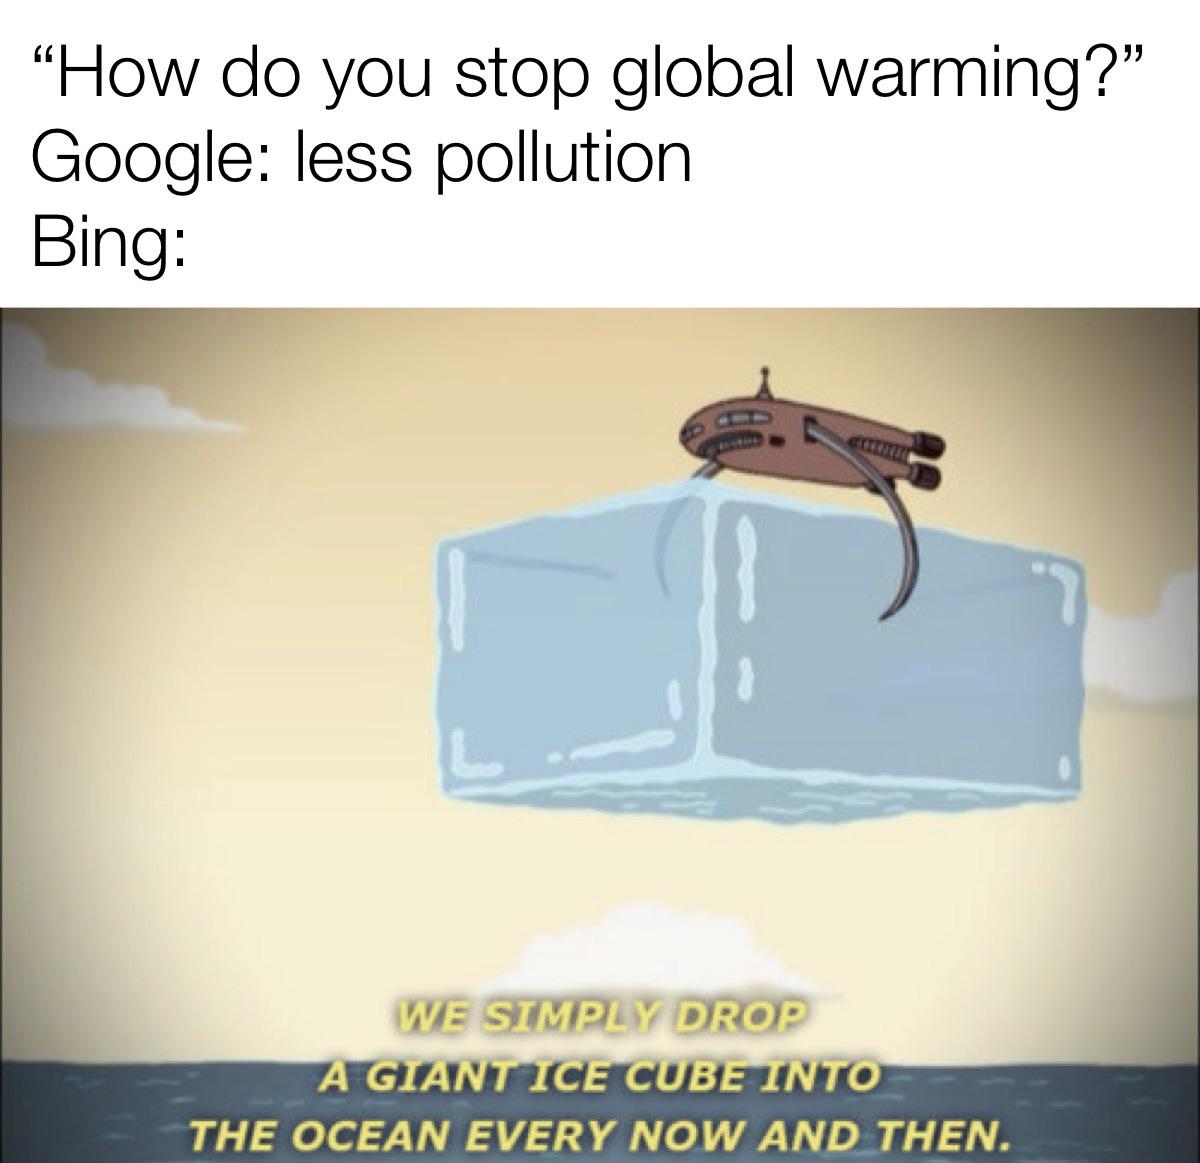 “How do you stop global warming?”
Google: less pollution
Bing:
WE SIMPLY DROP
A GIANT ICE CUBE INTO
THE OCEAN EVERY NOW AND THEN.